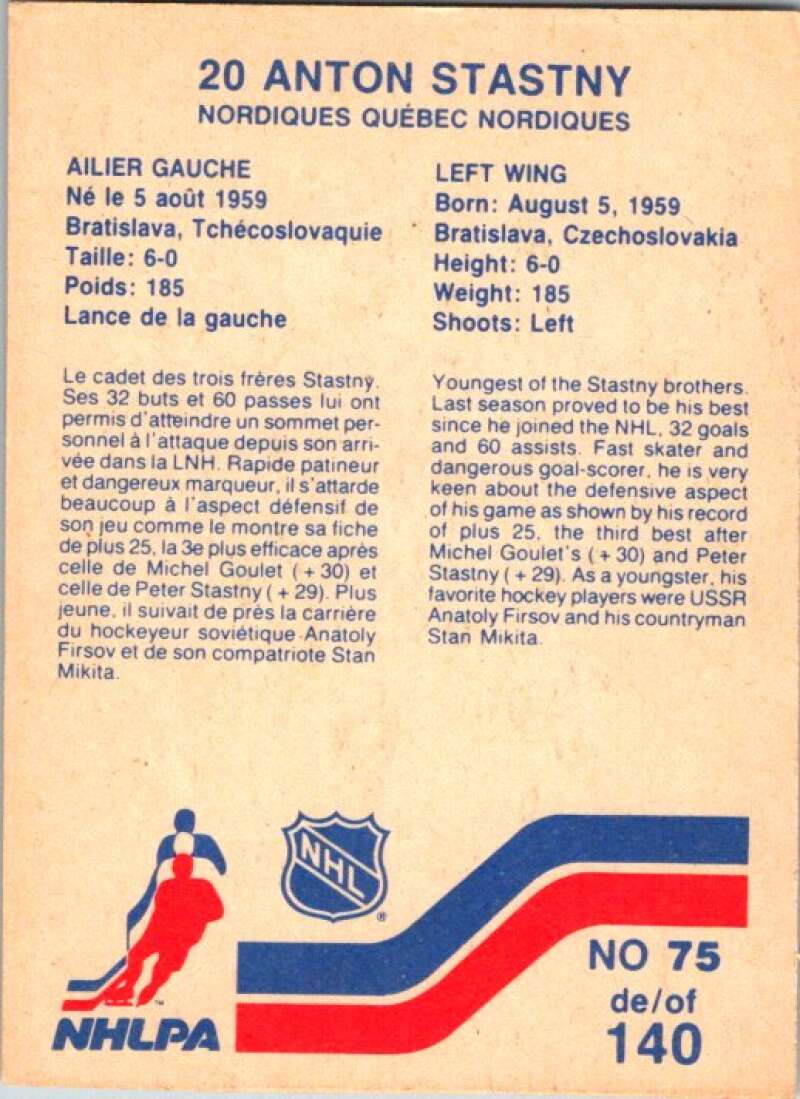 20 ANTON STASTNY
NORDIQUES QUÉBEC NORDIQUES
AILIER GAUCHE
Né le 5 août 1959
Bratislava, Tchécoslovaquie
Taille: 6-0
Poids: 185
Lance de la gauche
LEFT WING
Born: August 5, 1959
Bratislava, Czechoslovakia
Height: 6-0
Weight: 185
Shoots: Left
Le cadet des trois frères Stastny.
Ses 32 buts et 60 passes lui ont
permis d'atteindre un sommet per-
sonnel à l'attaque depuis son arri-
vée dans la LNH. Rapide patineur
et dangereux marqueur, il s'attarde
beaucoup à l'aspect défensif de
son jeu comme le montre sa fiche
de plus 25, la 3e plus efficace après
celle de Michel Goulet (+30) et
celle de Peter Stastny (+29). Plus
jeune, il suivait de près la carrière
du hockeyeur soviétique Anatoly
Firsov et de son compatriote Stan
Mikita.
Youngest of the Stastny brothers.
Last season proved to be his best
since he joined the NHL, 32 goals
and 60 assists. Fast skater and
dangerous goal-scorer, he is very
keen about the defensive aspect
of his game as shown by his record
of plus 25, the third best after
Michel Goulet's (+30) and Peter
Stastny (+29). As a youngster, his
favorite hockey players were USSR
Anatoly Firsov and his countryman
Stan Mikita.
NHL
®
™
NHLPA
NO 75
de/of
140